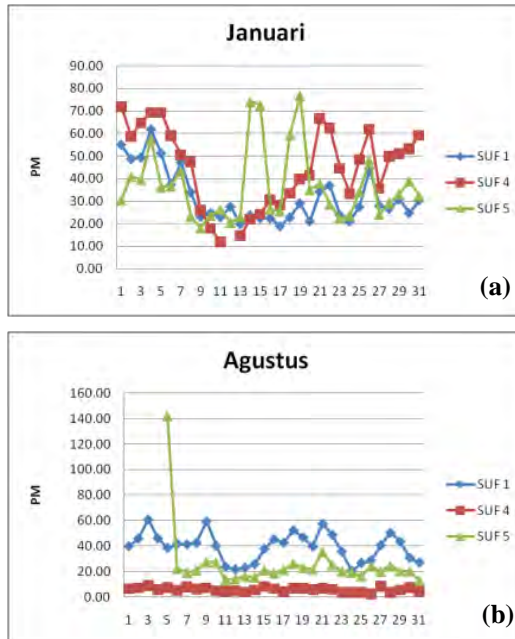 Januari
90.00
80.00
70.00
60.00
50.00
40.00
30.00
20.00
10.00
0.00
PM
1 3 5 7 9 11 13 15 17 19 21 23 25 27 29 31
SUF 1
SUF 4
SUF 5
(a)
Agustus
160.00
140.00
120.00
100.00
80.00
60.00
40.00
20.00
0.00
PM
1 3 5 7 9 11 13 15 17 19 21 23 25 27 29 31
SUF 1
SUF 4
SUF 5
(b)